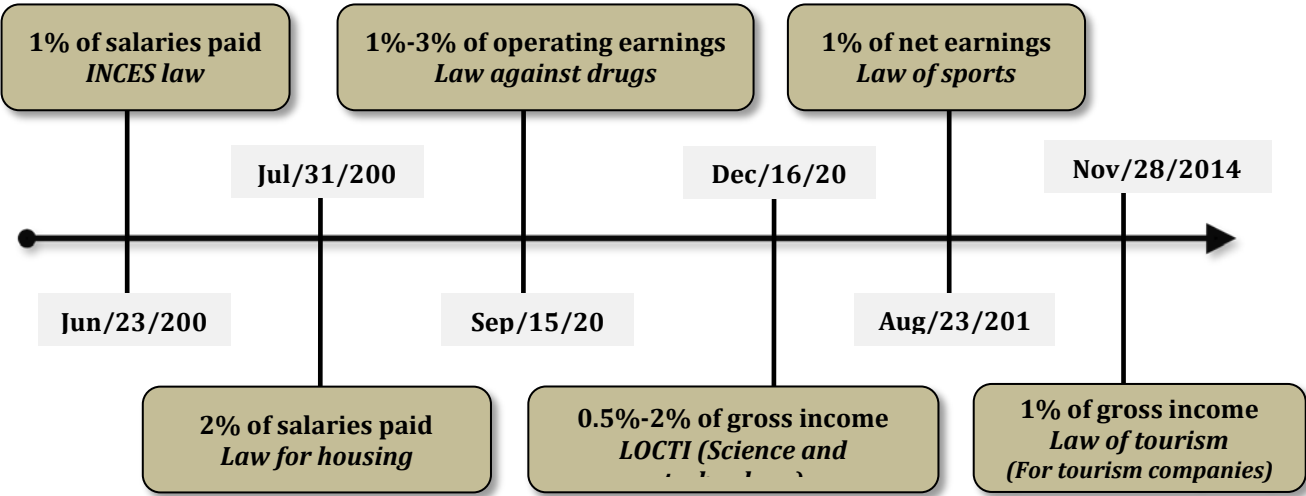 1% of salaries paid
INCES law
1%-3% of operating earnings
Law against drugs
1% of net earnings
Law of sports
Jul/31/200
Dec/16/20
Nov/28/2014
Jun/23/200
Sep/15/20
Aug/23/201
2% of salaries paid
Law for housing
0.5%-2% of gross income
LOCTI (Science and
1% of gross income
Law of tourism
(For tourism companies)